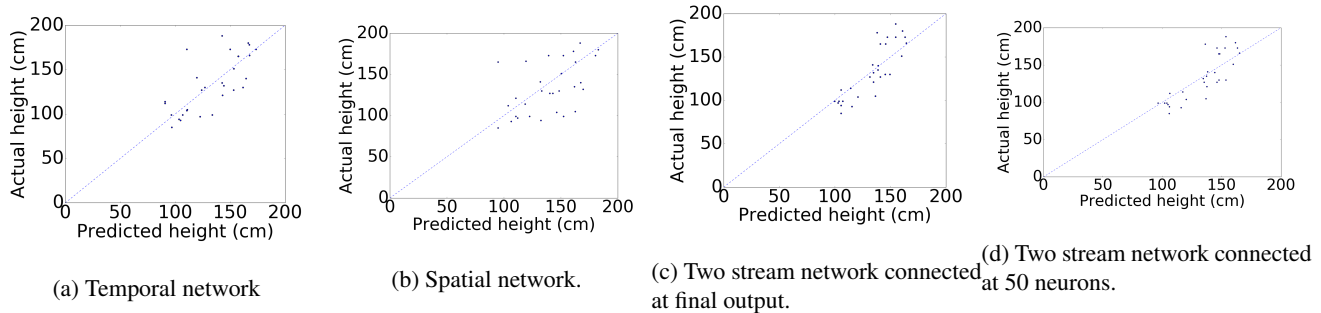 Actual height (cm)
200
150
100
50
0
0 50 100 150 200
Predicted height (cm)
(a) Temporal network
Actual height (cm)
200
150
100
50
0
0 50 100 150 200
Predicted height (cm)
(b) Spatial network.
Actual height (cm)
200
150
100
50
0
0 50 100 150 200
Predicted height (cm)
(c) Two stream network connected
at final output.
Actual height (cm)
200
150
100
50
0
0 50 100 150 200
Predicted height (cm)
(d) Two stream network connected
at 50 neurons.